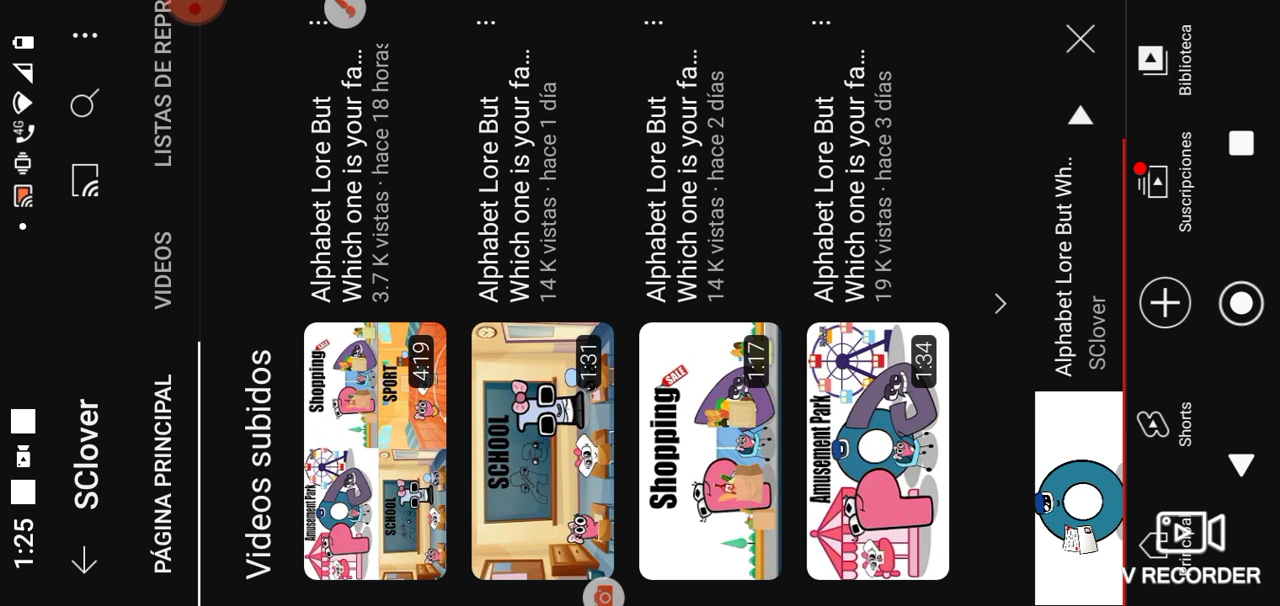 1:25
4G
SClover
PÁGINA PRINCIPAL
VIDEOS
LISTAS DE REPR
Videos subidos
Amusement Park
Shopping
SALE
SCHOOL
SPORT
4:19
Alphabet Lore But
Which one is your fa...
3.7 K vistas · hace 18 horas
SCHOOL
1:31
Alphabet Lore But
Which one is your fa...
14 K vistas · hace 1 día
Shopping
SALE
1:17
Alphabet Lore But
Which one is your fa...
14 K vistas · hace 2 días
Amusement Park
1:34
Alphabet Lore But
Which one is your fa...
19 K vistas · hace 3 días
Alphabet Lore But Wh..
SClover
Principal
Shorts
Suscripciones
Biblioteca
V RECORDER